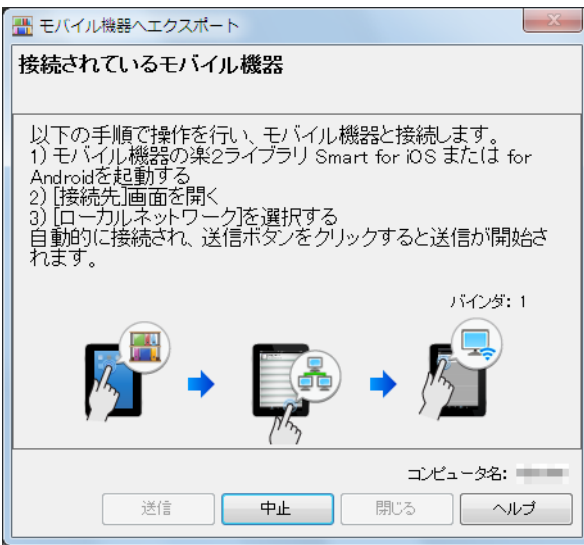 モバイル機器へエクスポート
接続されているモバイル機器
以下の手順で操作を行い、モバイル機器と接続します。
1) モバイル機器の楽2ライブラリ Smart for iOS または for
Androidを起動する
2) [接続先]画面を開く
3) [ローカルネットワーク]を選択する
自動的に接続され、送信ボタンをクリックすると送信が開始さ
れます。
バインダ: 1
コンピュータ名:
送信 中止 閉じる ヘルプ